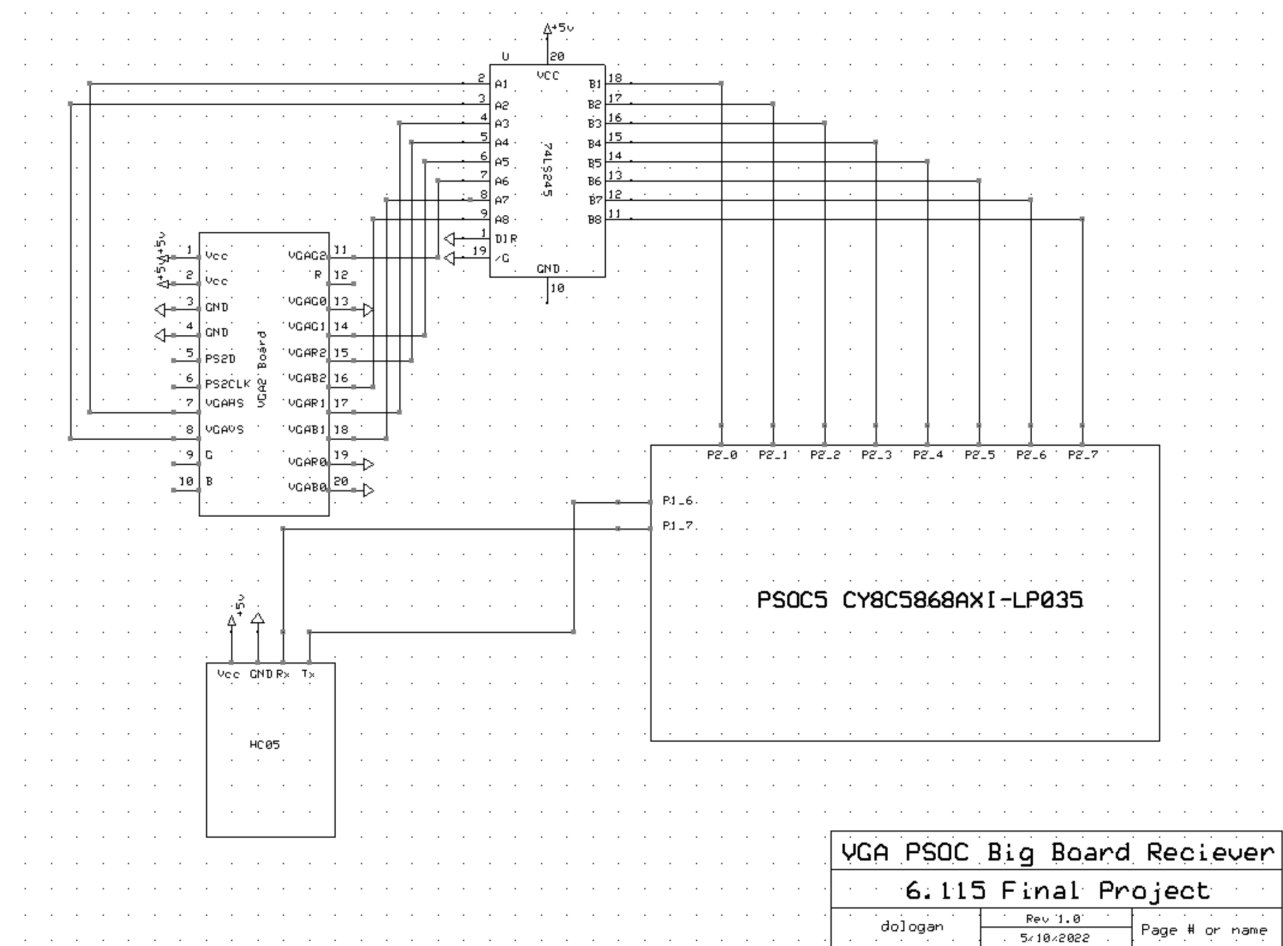 +5v
U 20
VCC
2 A1 B1 18
3 A2 B2 17
4 A3 B3 16
5 A4 B4 15
6 A5 B5 14
7 A6 B6 13
8 A7 B7 12
9 A8 B8 11
74LS245
1 DIR
19 /G
GND
10
+5v
+5v
1 Vcc VGAG2 11
2 Vcc R 12
3 GND VGAG0 13
4 GND VGAG1 14
5 PS2D VGAR2 15
6 PS2CLK VGAB2 16
7 VGAHS VGAR1 17
8 VGAVS VGAB1 18
9 G VGAR0 19
10 B VGAB0 20
VGA2 Board
P2_0 P2_1 P2_2 P2_3 P2_4 P2_5 P2_6 P2_7
P1_6
P1_7
PSOC5 CY8C5868AXI-LP035
+5v
Vcc GND Rx Tx
HC05
VGA PSOC Big Board Reciever
6.115 Final Project
dologan
Rev 1.0
5/10/2022
Page # or name